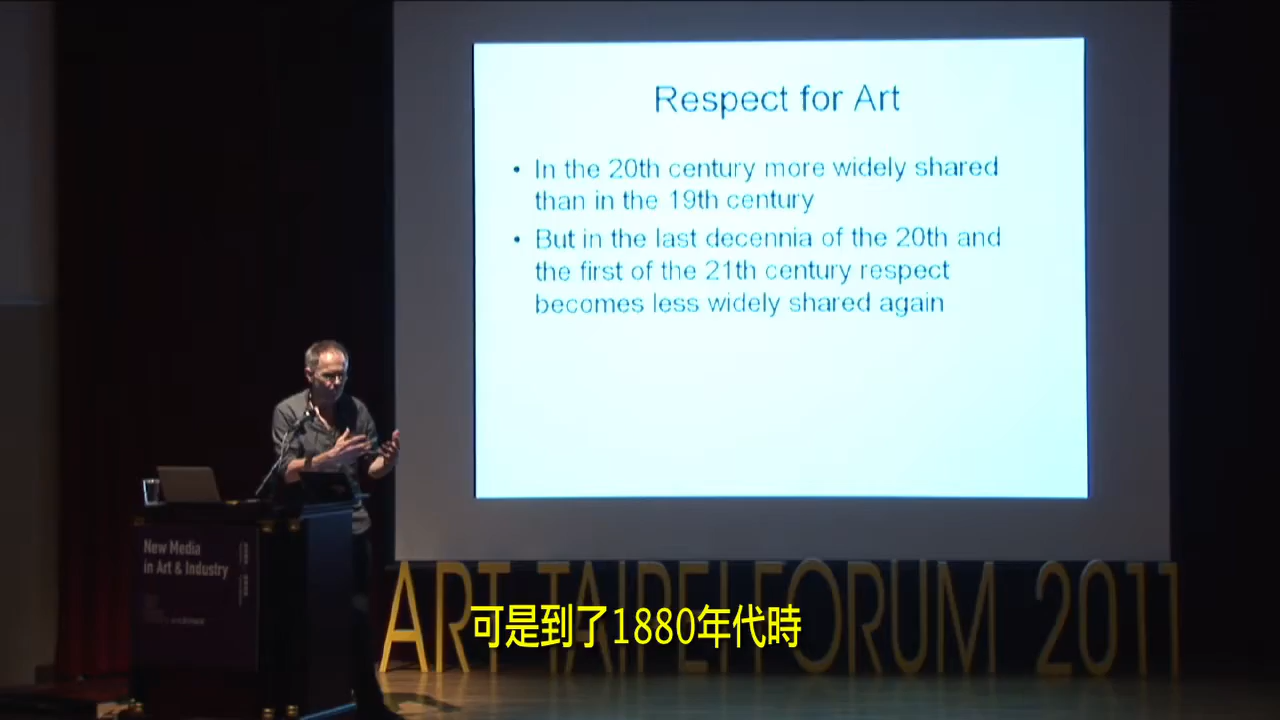 Respect for Art
• In the 20th century more widely shared
than in the 19th century
• But in the last decennia of the 20th and
the first of the 21th century respect
becomes less widely shared again
New Media
in Art & Industry
ART TAIPEI FORUM 2011
可是到了1880年代時